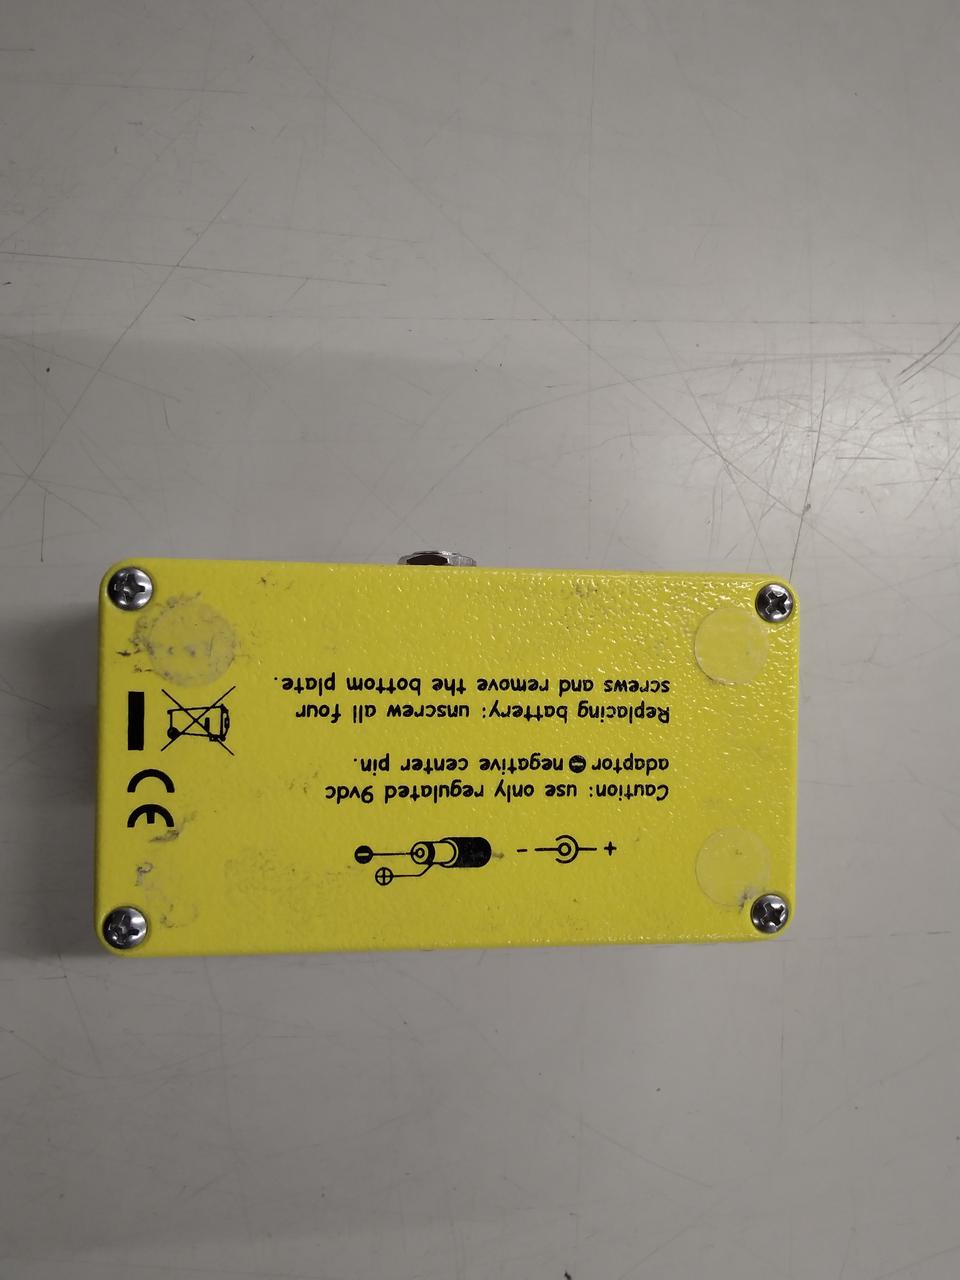 + -
Caution: use only regulated 9vdc
adaptor ⊖ negative center pin.
Replacing battery: unscrew all four
screws and remove the bottom plate.
CE